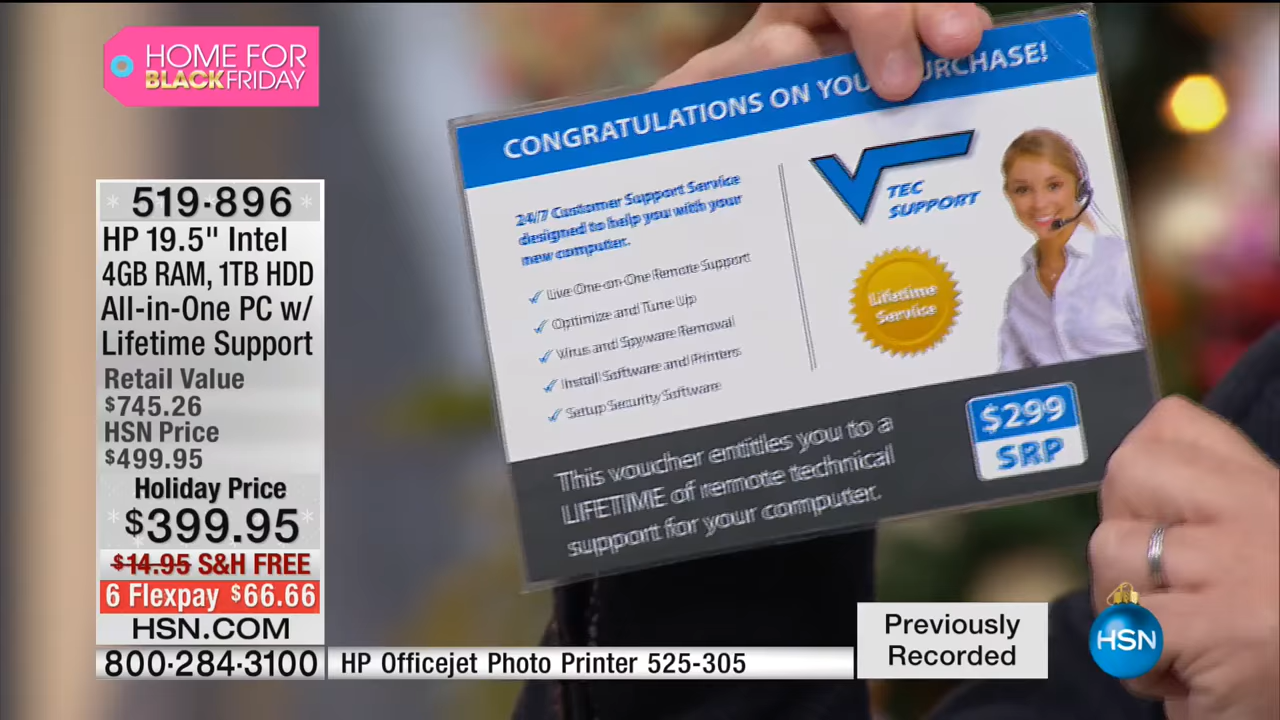 HOME FOR
BLACKFRIDAY
519-896
HP 19.5" Intel
4GB RAM, 1TB HDD
All-in-One PC w/
Lifetime Support
Retail Value
$745.26
HSN Price
$499.95
Holiday Price
$399.95
$14.95 S&H FREE
6 Flexpay $66.66
HSN.COM
800-284-3100
HP Officejet Photo Printer 525-305
Previously
Recorded
HSN
CONGRATULATIONS ON YOU URCHASE!
24/7 Customer Support Service
designed to help you with your
new computer.
Live One-on-One Remote Support
Optimize and Tune Up
Virus and Spyware Removal
Install Software and Printers
Setup Security Software
TEC
SUPPORT
Lifetime
Service
This voucher entitles you to a
LIFETIME of remote technical
support for your computer.
$299
SRP